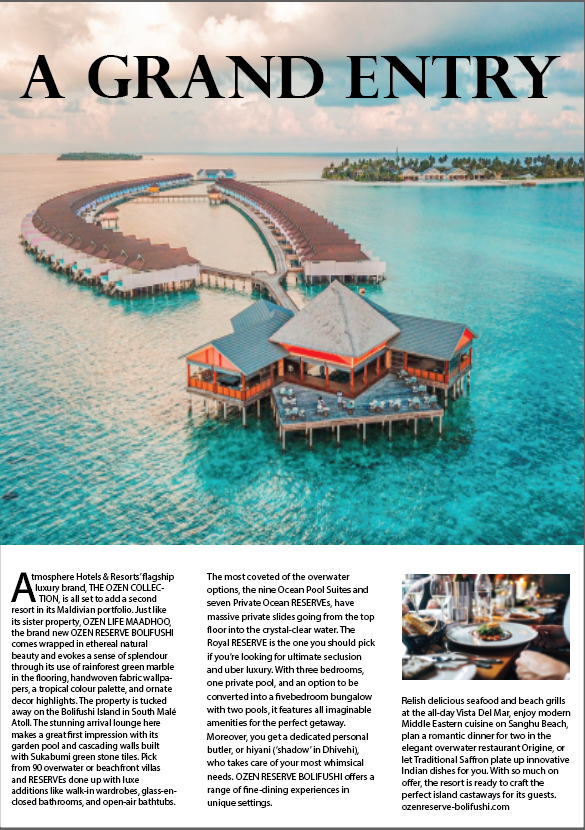 A GRAND ENTRY
Atmosphere Hotels & Resorts' flagship
luxury brand, THE OZEN COLLEC-
TION, is all set to add a second
resort in its Maldivian portfolio. Just like
its sister property, OZEN LIFE MAADHOO,
the brand new OZEN RESERVE BOLIFUSHI
comes wrapped in ethereal natural
beauty and evokes a sense of splendour
through its use of rainforest green marble
in the flooring, handwoven fabric wallpa-
pers, a tropical colour palette, and ornate
decor highlights. The property is tucked
away on the Bolifushi Island in South Malé
Atoll. The stunning arrival lounge here
makes a great first impression with its
garden pool and cascading walls built
with Sukabumi green stone tiles. Pick
from 90 overwater or beachfront villas
and RESERVEs done up with luxe
additions like walk-in wardrobes, glass-en-
closed bathrooms, and open-air bathtubs.
The most coveted of the overwater
options, the nine Ocean Pool Suites and
seven Private Ocean RESERVEs, have
massive private slides going from the top
floor into the crystal-clear water. The
Royal RESERVE is the one you should pick
if you're looking for ultimate seclusion
and uber luxury. With three bedrooms,
one private pool, and an option to be
converted into a fivebedroom bungalow
with two pools, it features all imaginable
amenities for the perfect getaway.
Moreover, you get a dedicated personal
butler, or hiyani ('shadow' in Dhivehi),
who takes care of your most whimsical
needs. OZEN RESERVE BOLIFUSHI offers a
range of fine-dining experiences in
unique settings.
Relish delicious seafood and beach grills
at the all-day Vista Del Mar, enjoy modern
Middle Eastern cuisine on Sanghu Beach,
plan a romantic dinner for two in the
elegant overwater restaurant Origine, or
let Traditional Saffron plate up innovative
Indian dishes for you. With so much on
offer, the resort is ready to craft the
perfect island castaways for its guests.
ozenreserve-bolifushi.com